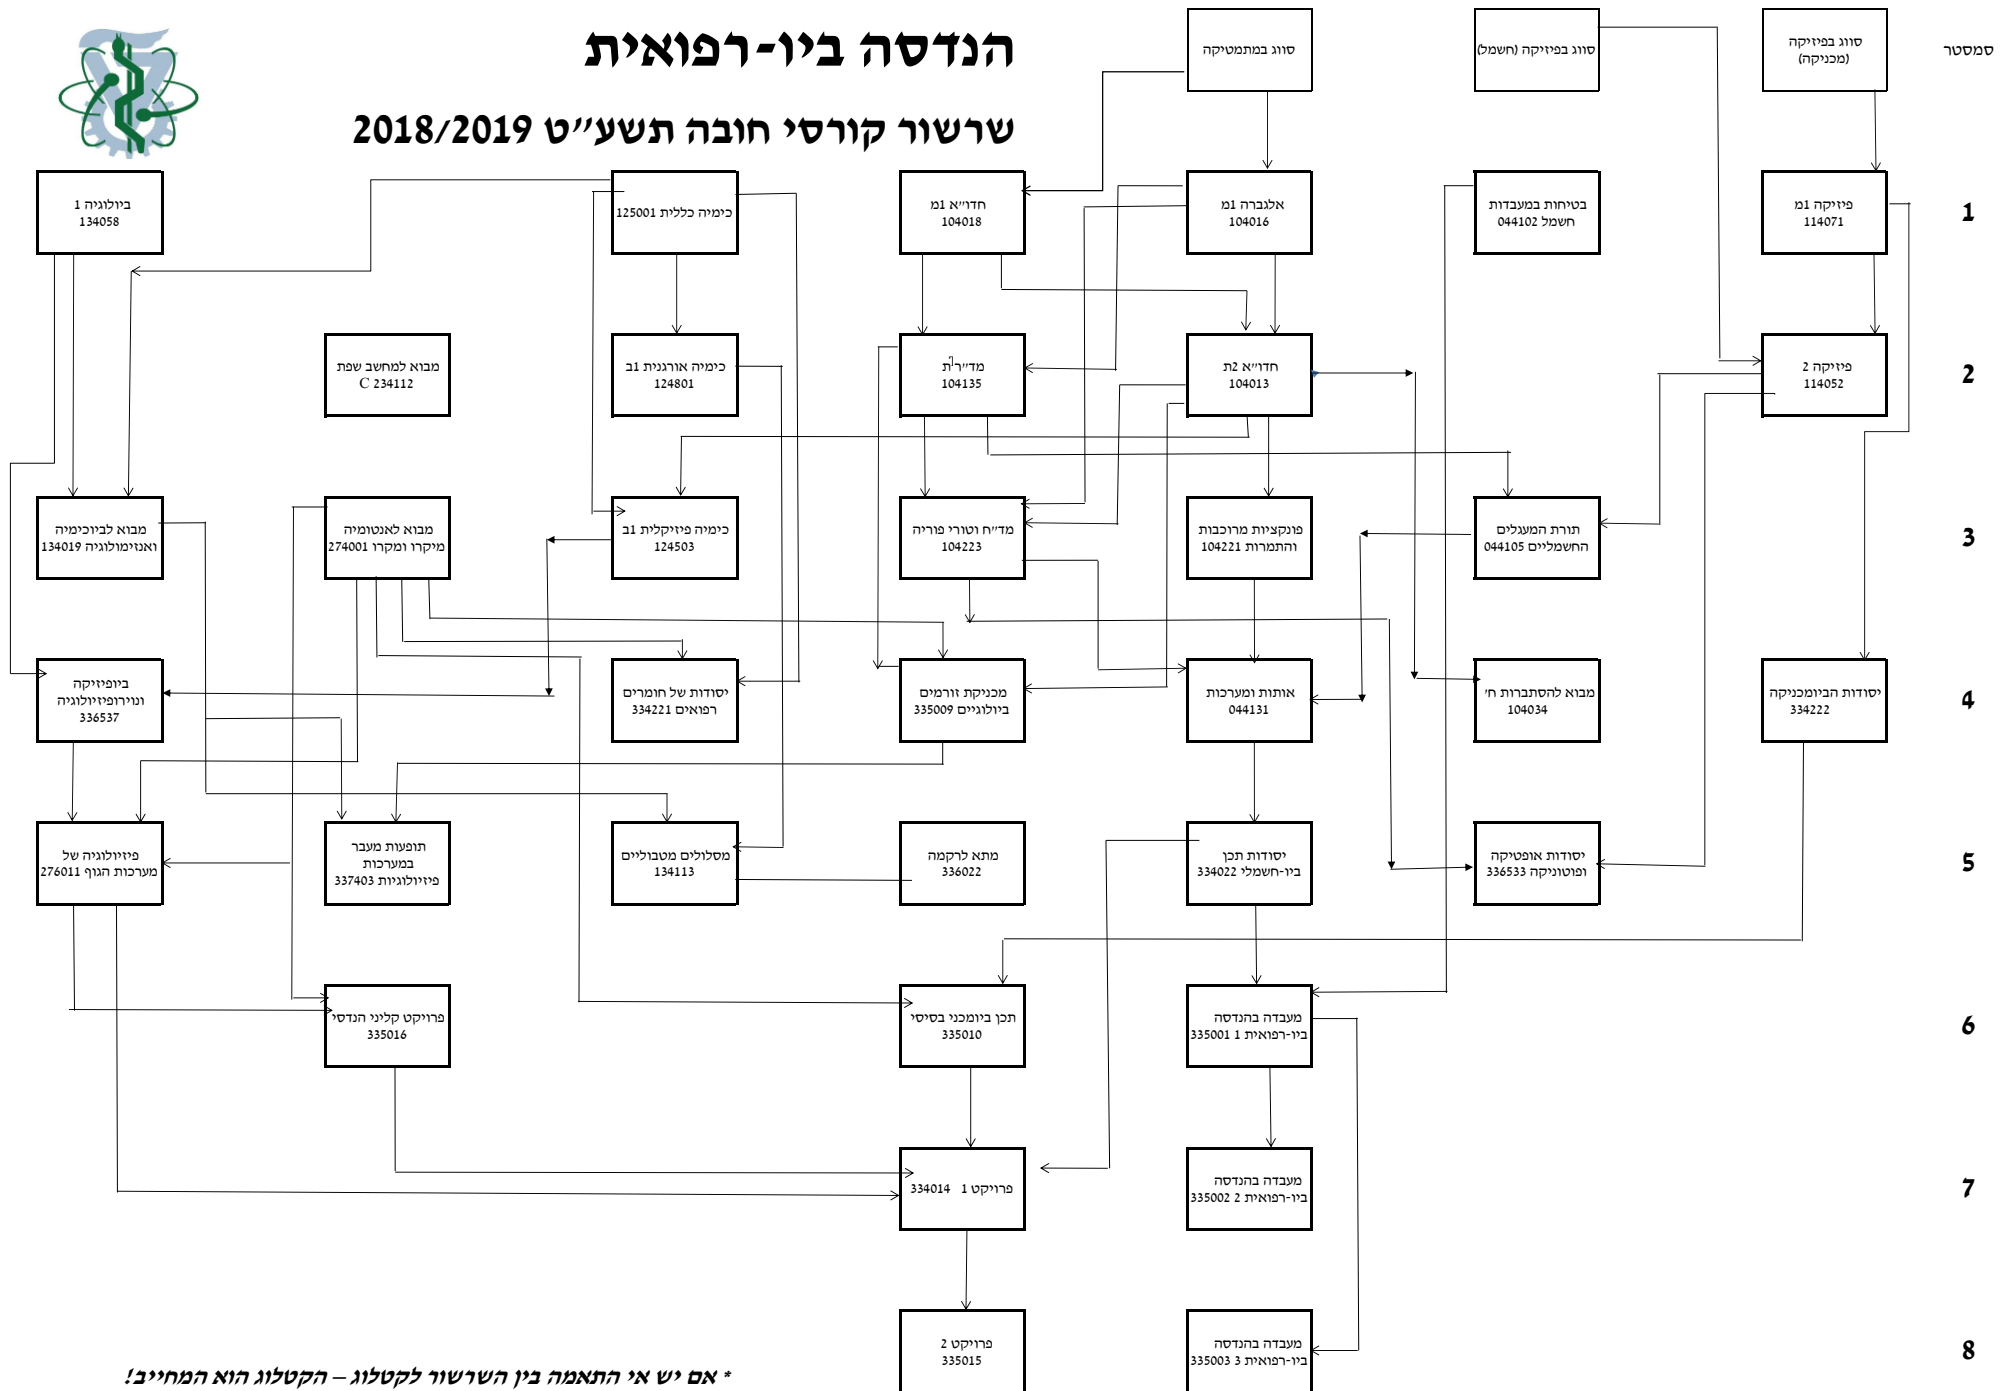 הנדסה ביו-רפואית
שרשור קורסי חובה תשע״ט 2018/2019
סמסטר
סווג בפיזיקה
(מכניקה)
סווג בפיזיקה (חשמל)
סווג במתמטיקה
1
פיזיקה 1מ
114071
בטיחות במעבדות
חשמל 044102
אלגברה 1מ
104016
חדו״א 1מ
104018
כימיה כללית 125001
ביולוגיה 1
134058
2
פיזיקה 2
114052
חדו״א 2ת
104013
מד״ר ת
104135
כימיה אורגנית 1ב
124801
מבוא למחשב שפת
C 234112
3
תורת המעגלים
החשמליים 044105
פונקציות מרוכבות
והתמרות 104221
מד״ח וטורי פוריה
104223
כימיה פיזיקלית 1ב
124503
מבוא לאנטומיה
מיקרו ומקרו 274001
מבוא לביוכימיה
ואנזימולוגיה 134019
4
יסודות הביומכניקה
334222
מבוא להסתברות ח׳
104034
אותות ומערכות
044131
מכניקת זורמים
ביולוגיים 335009
יסודות של חומרים
רפואים 334221
ביופיזיקה
ונוירופיזיולוגיה
336537
5
יסודות אופטיקה
ופוטוניקה 336533
יסודות תכן
ביו-חשמלי 334022
מתא לרקמה
336022
מסלולים מטבוליים
134113
תופעות מעבר
במערכות
פיזיולוגיות 337403
פיזיולוגיה של
מערכות הגוף 276011
6
מעבדה בהנדסה
ביו-רפואית 1 335001
תכן ביומכני בסיסי
335010
פרויקט קליני הנדסי
335016
7
מעבדה בהנדסה
ביו-רפואית 2 335002
פרויקט 1 334014
8
מעבדה בהנדסה
ביו-רפואית 3 335003
פרויקט 2
335015
* אם יש אי התאמה בין השרשור לקטלוג – הקטלוג הוא המחייב!